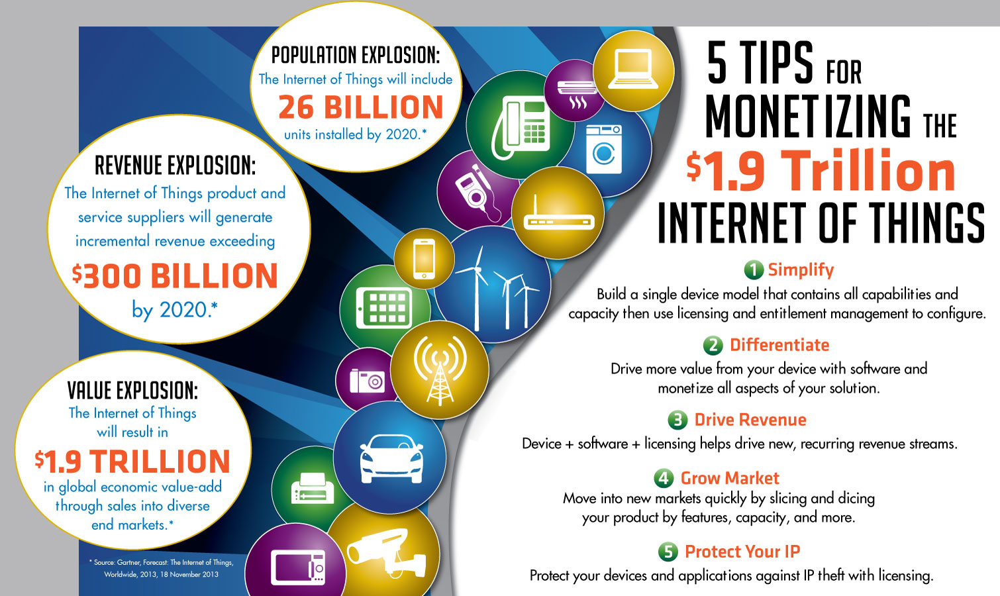 POPULATION EXPLOSION:
The Internet of Things will include
26 BILLION
units installed by 2020.*
REVENUE EXPLOSION:
The Internet of Things product and
service suppliers will generate
incremental revenue exceeding
$300 BILLION
by 2020.*
VALUE EXPLOSION:
The Internet of Things
will result in
$1.9 TRILLION
in global economic value-add
through sales into diverse
end markets.*
* Source: Gartner, Forecast: The Internet of Things,
Worldwide, 2013, 18 November 2013
5 TIPS FOR
MONETIZING THE
$1.9 Trillion
INTERNET OF THINGS
1 Simplify
Build a single device model that contains all capabilities and
capacity then use licensing and entitlement management to configure.
2 Differentiate
Drive more value from your device with software and
monetize all aspects of your solution.
3 Drive Revenue
Device + software + licensing helps drive new, recurring revenue streams.
4 Grow Market
Move into new markets quickly by slicing and dicing
your product by features, capacity, and more.
5 Protect Your IP
Protect your devices and applications against IP theft with licensing.